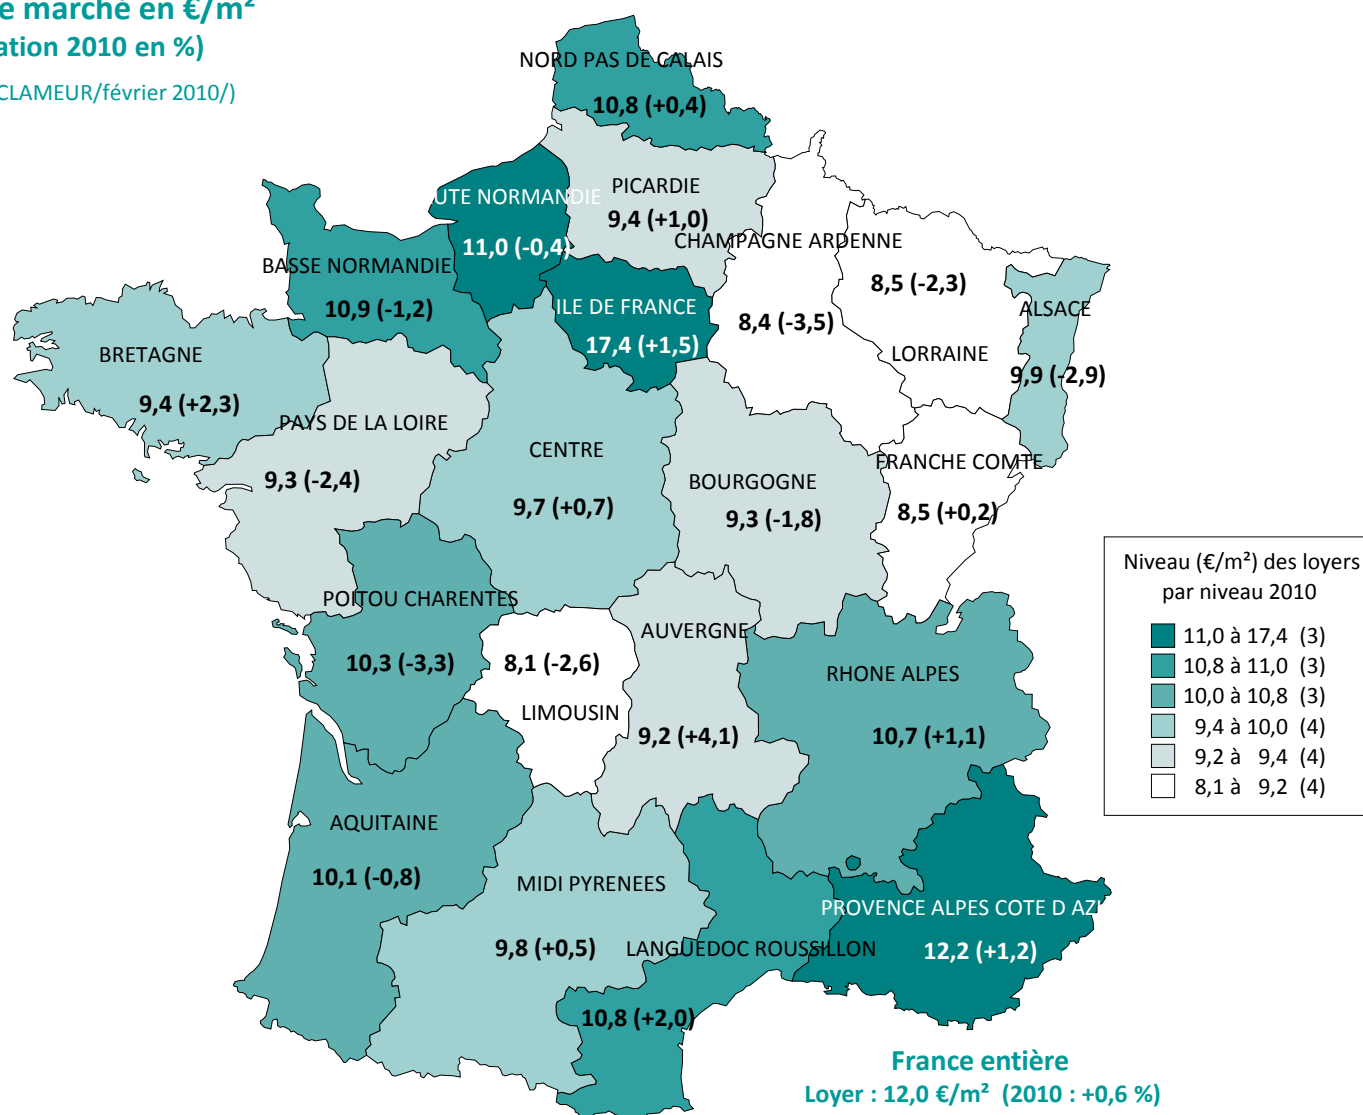 e marché en €/m²
ation 2010 en %)
CLAMEUR/février 2010/)
NORD PAS DE CALAIS
10,8 (+0,4)
PICARDIE
9,4 (+1,0)
UTE NORMANDIE
11,0 (-0,4)
CHAMPAGNE ARDENNE
8,4 (-3,5)
8,5 (-2,3)
LORRAINE
BASSE NORMANDIE
10,9 (-1,2)
ILE DE FRANCE
17,4 (+1,5)
ALSACE
9,9 (-2,9)
BRETAGNE
9,4 (+2,3)
PAYS DE LA LOIRE
9,3 (-2,4)
CENTRE
9,7 (+0,7)
BOURGOGNE
9,3 (-1,8)
FRANCHE COMTE
8,5 (+0,2)
POITOU CHARENTES
10,3 (-3,3)
8,1 (-2,6)
LIMOUSIN
AUVERGNE
9,2 (+4,1)
RHONE ALPES
10,7 (+1,1)
AQUITAINE
10,1 (-0,8)
MIDI PYRENEES
9,8 (+0,5)
LANGUEDOC ROUSSILLON
10,8 (+2,0)
PROVENCE ALPES COTE D AZ
12,2 (+1,2)
Niveau (€/m²) des loyers
par niveau 2010
11,0 à 17,4 (3)
10,8 à 11,0 (3)
10,0 à 10,8 (3)
9,4 à 10,0 (4)
9,2 à 9,4 (4)
8,1 à 9,2 (4)
France entière
Loyer : 12,0 €/m² (2010 : +0,6 %)